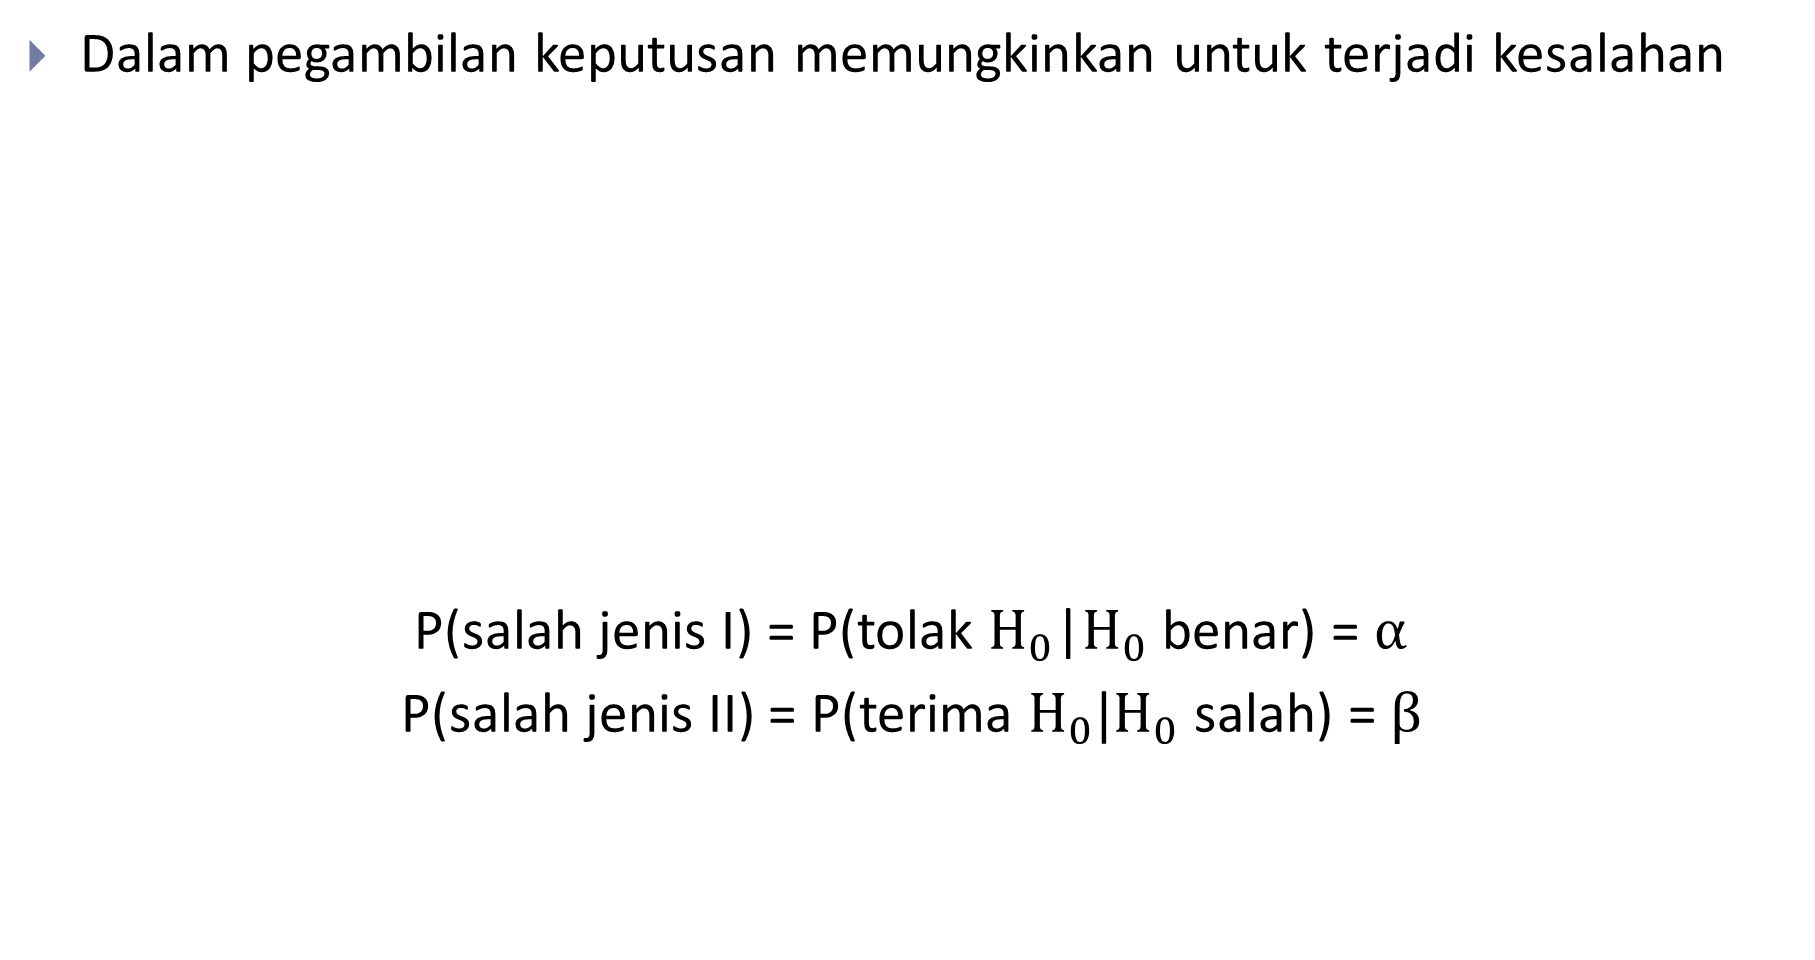 Dalam pegambilan keputusan memungkinkan untuk terjadi kesalahan
P(salah jenis I) = P(tolak H₀|H₀ benar) = α
P(salah jenis II) = P(terima H₀|H₀ salah) = β